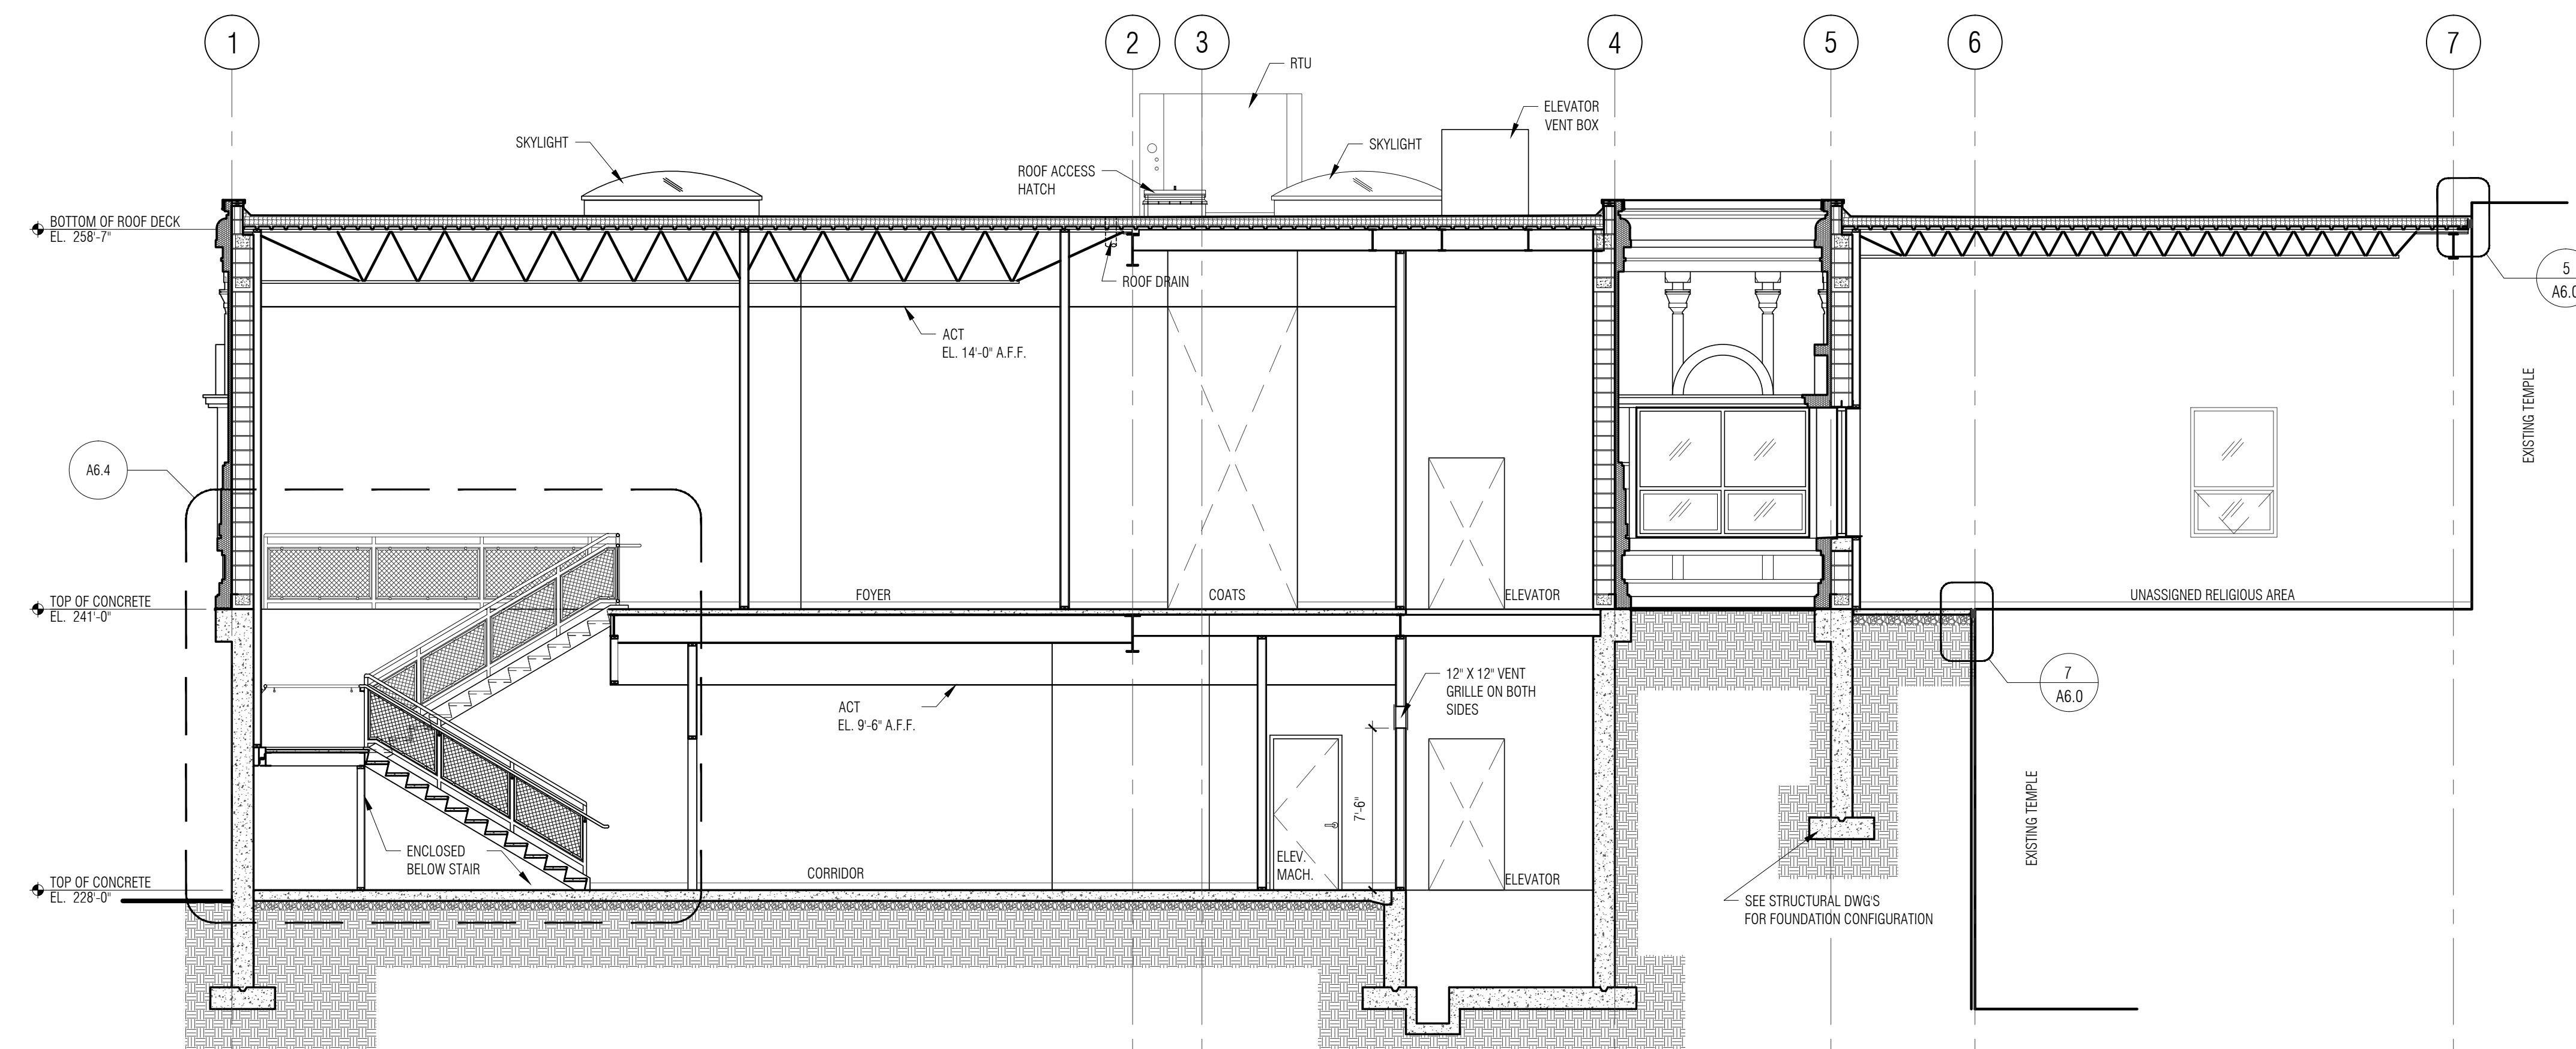 1
2
3
4
5
6
7
RTU
ELEVATOR
VENT BOX
SKYLIGHT
SKYLIGHT
ROOF ACCESS
HATCH
BOTTOM OF ROOF DECK
EL. 258'-7"
ROOF DRAIN
5
A6.0
ACT
EL. 14'-0" A.F.F.
EXISTING TEMPLE
A6.4
FOYER
COATS
ELEVATOR
UNASSIGNED RELIGIOUS AREA
TOP OF CONCRETE
EL. 241'-0"
12" X 12" VENT
GRILLE ON BOTH
SIDES
7
A6.0
ACT
EL. 9'-6" A.F.F.
7'-6"
EXISTING TEMPLE
ENCLOSED
BELOW STAIR
ELEV.
MACH.
CORRIDOR
ELEVATOR
TOP OF CONCRETE
EL. 228'-0"
SEE STRUCTURAL DWG'S
FOR FOUNDATION CONFIGURATION